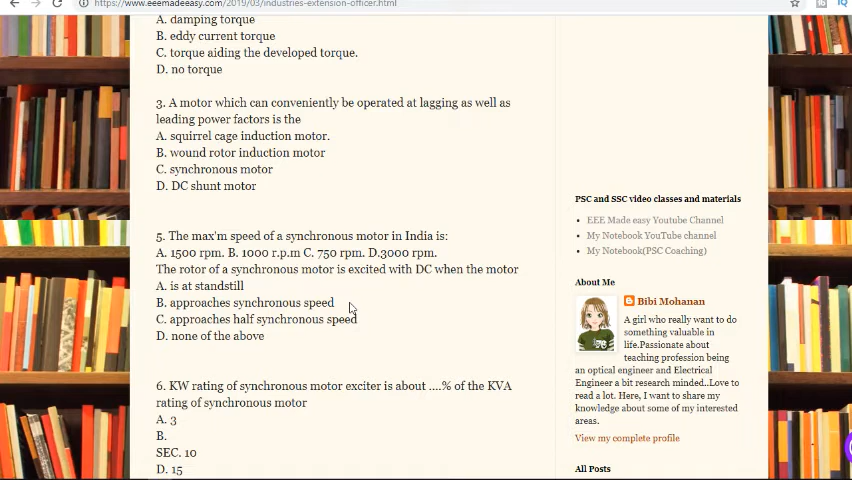 https://www.eeemadeeasy.com/2019/03/industries-extension-officer.html
A. damping torque
B. eddy current torque
C. torque aiding the developed torque.
D. no torque
3. A motor which can conveniently be operated at lagging as well as
leading power factors is the
A. squirrel cage induction motor.
B. wound rotor induction motor
C. synchronous motor
D. DC shunt motor
5. The max'm speed of a synchronous motor in India is:
A. 1500 rpm. B. 1000 r.p.m C. 750 rpm. D.3000 rpm.
The rotor of a synchronous motor is excited with DC when the motor
A. is at standstill
B. approaches synchronous speed
C. approaches half synchronous speed
D. none of the above
6. KW rating of synchronous motor exciter is about ....% of the KVA
rating of synchronous motor
A. 3
B.
SEC. 10
D. 15
PSC and SSC video classes and materials
EEE Made easy Youtube Channel
My Notebook YouTube channel
My Notebook(PSC Coaching)
About Me
Bibi Mohanan
A girl who really want to do
something valuable in
life.Passionate about
teaching profession being
an optical engineer and Electrical
Engineer a bit research minded..Love to
read a lot. Here, I want to share my
knowledge about some of my interested
areas.
View my complete profile
All Posts